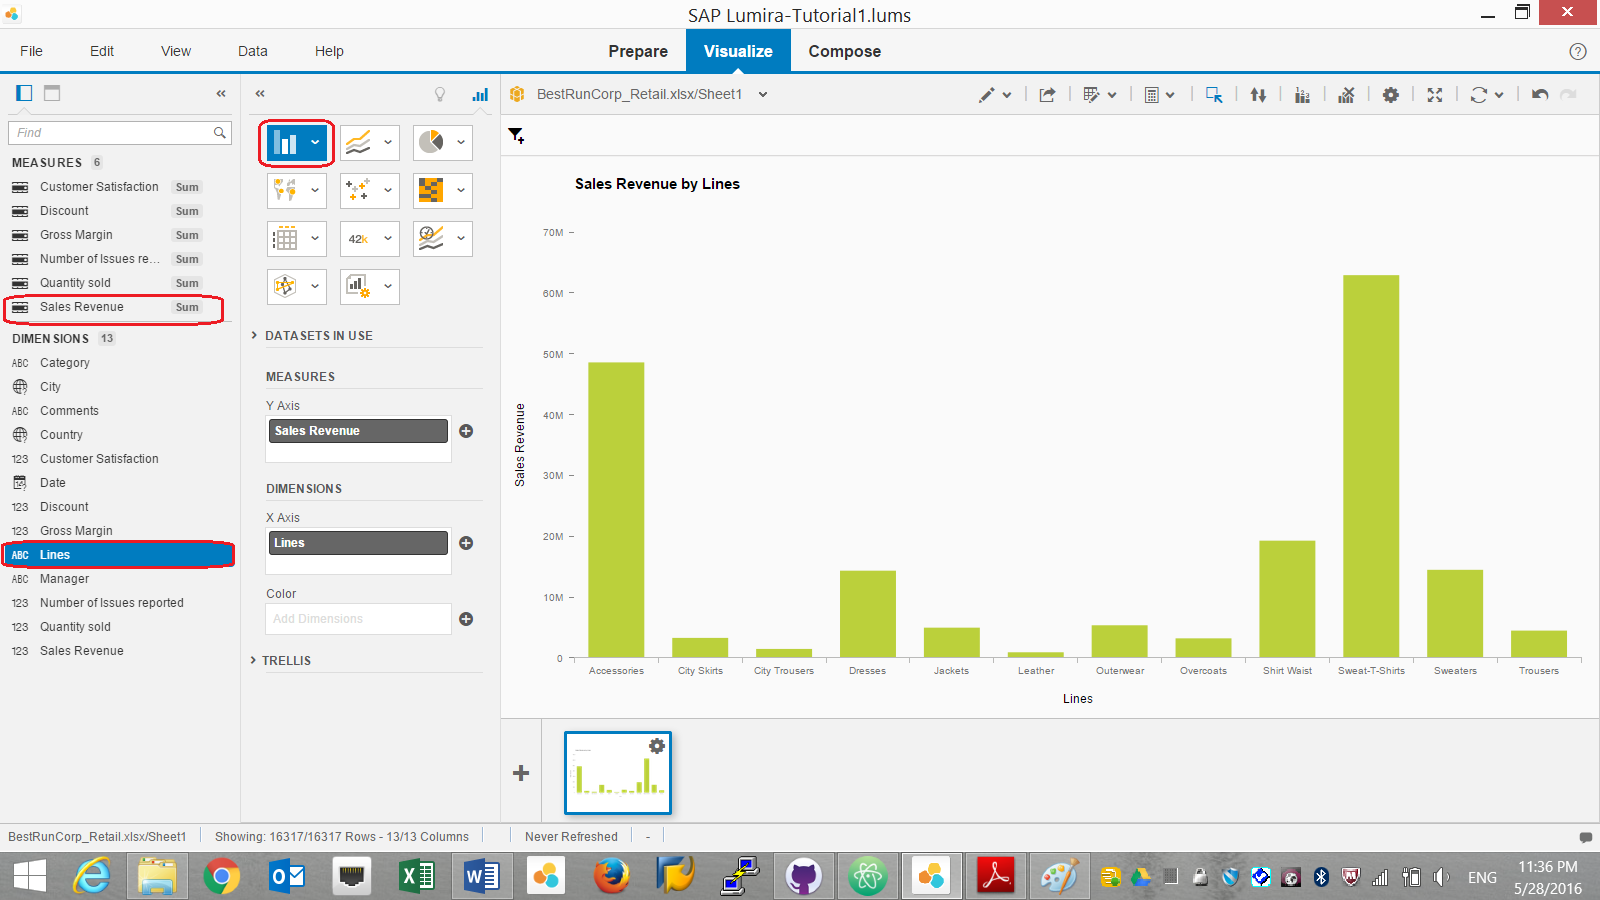 SAP Lumira-Tutorial1.lums
File Edit View Data Help
Prepare Visualize Compose
?
BestRunCorp_Retail.xlsx/Sheet1
Find
MEASURES 6
Customer Satisfaction Sum
Discount Sum
Gross Margin Sum
Number of Issues re... Sum
Quantity sold Sum
Sales Revenue Sum
DIMENSIONS 13
ABC Category
City
ABC Comments
Country
123 Customer Satisfaction
Date
123 Discount
123 Gross Margin
ABC Lines
ABC Manager
123 Number of Issues reported
123 Quantity sold
123 Sales Revenue
42k
DATASETS IN USE
MEASURES
Y Axis
Sales Revenue
DIMENSIONS
X Axis
Lines
Color
Add Dimensions
TRELLIS
Sales Revenue by Lines
70M
60M
50M
40M
30M
20M
10M
0
Sales Revenue
Accessories City Skirts City Trousers Dresses Jackets Leather Outerwear Overcoats Shirt Waist Sweat-T-Shirts Sweaters Trousers
Lines
BestRunCorp_Retail.xlsx/Sheet1 Showing: 16317/16317 Rows - 13/13 Columns Never Refreshed -
ENG
11:36 PM
5/28/2016